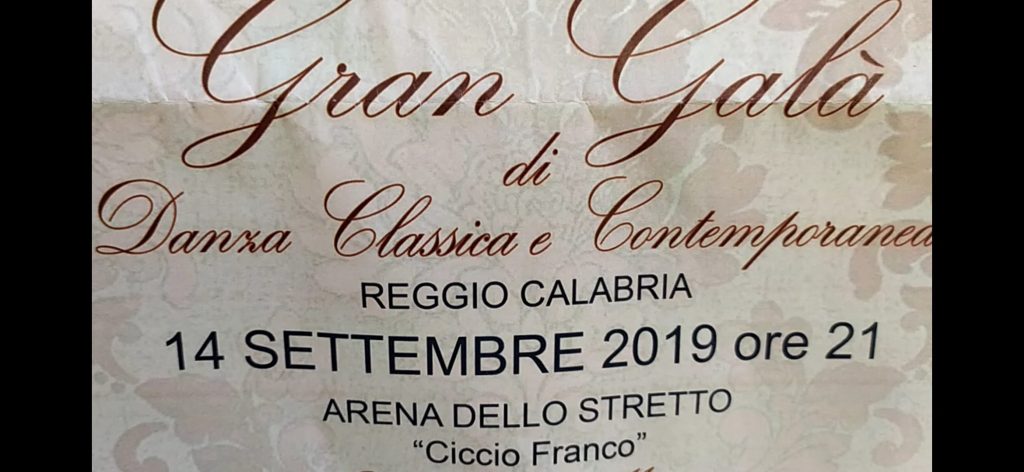 Gran Galà
di
Danza Classica e Contemporanea
REGGIO CALABRIA
14 SETTEMBRE 2019 ore 21
ARENA DELLO STRETTO
“Ciccio Franco”